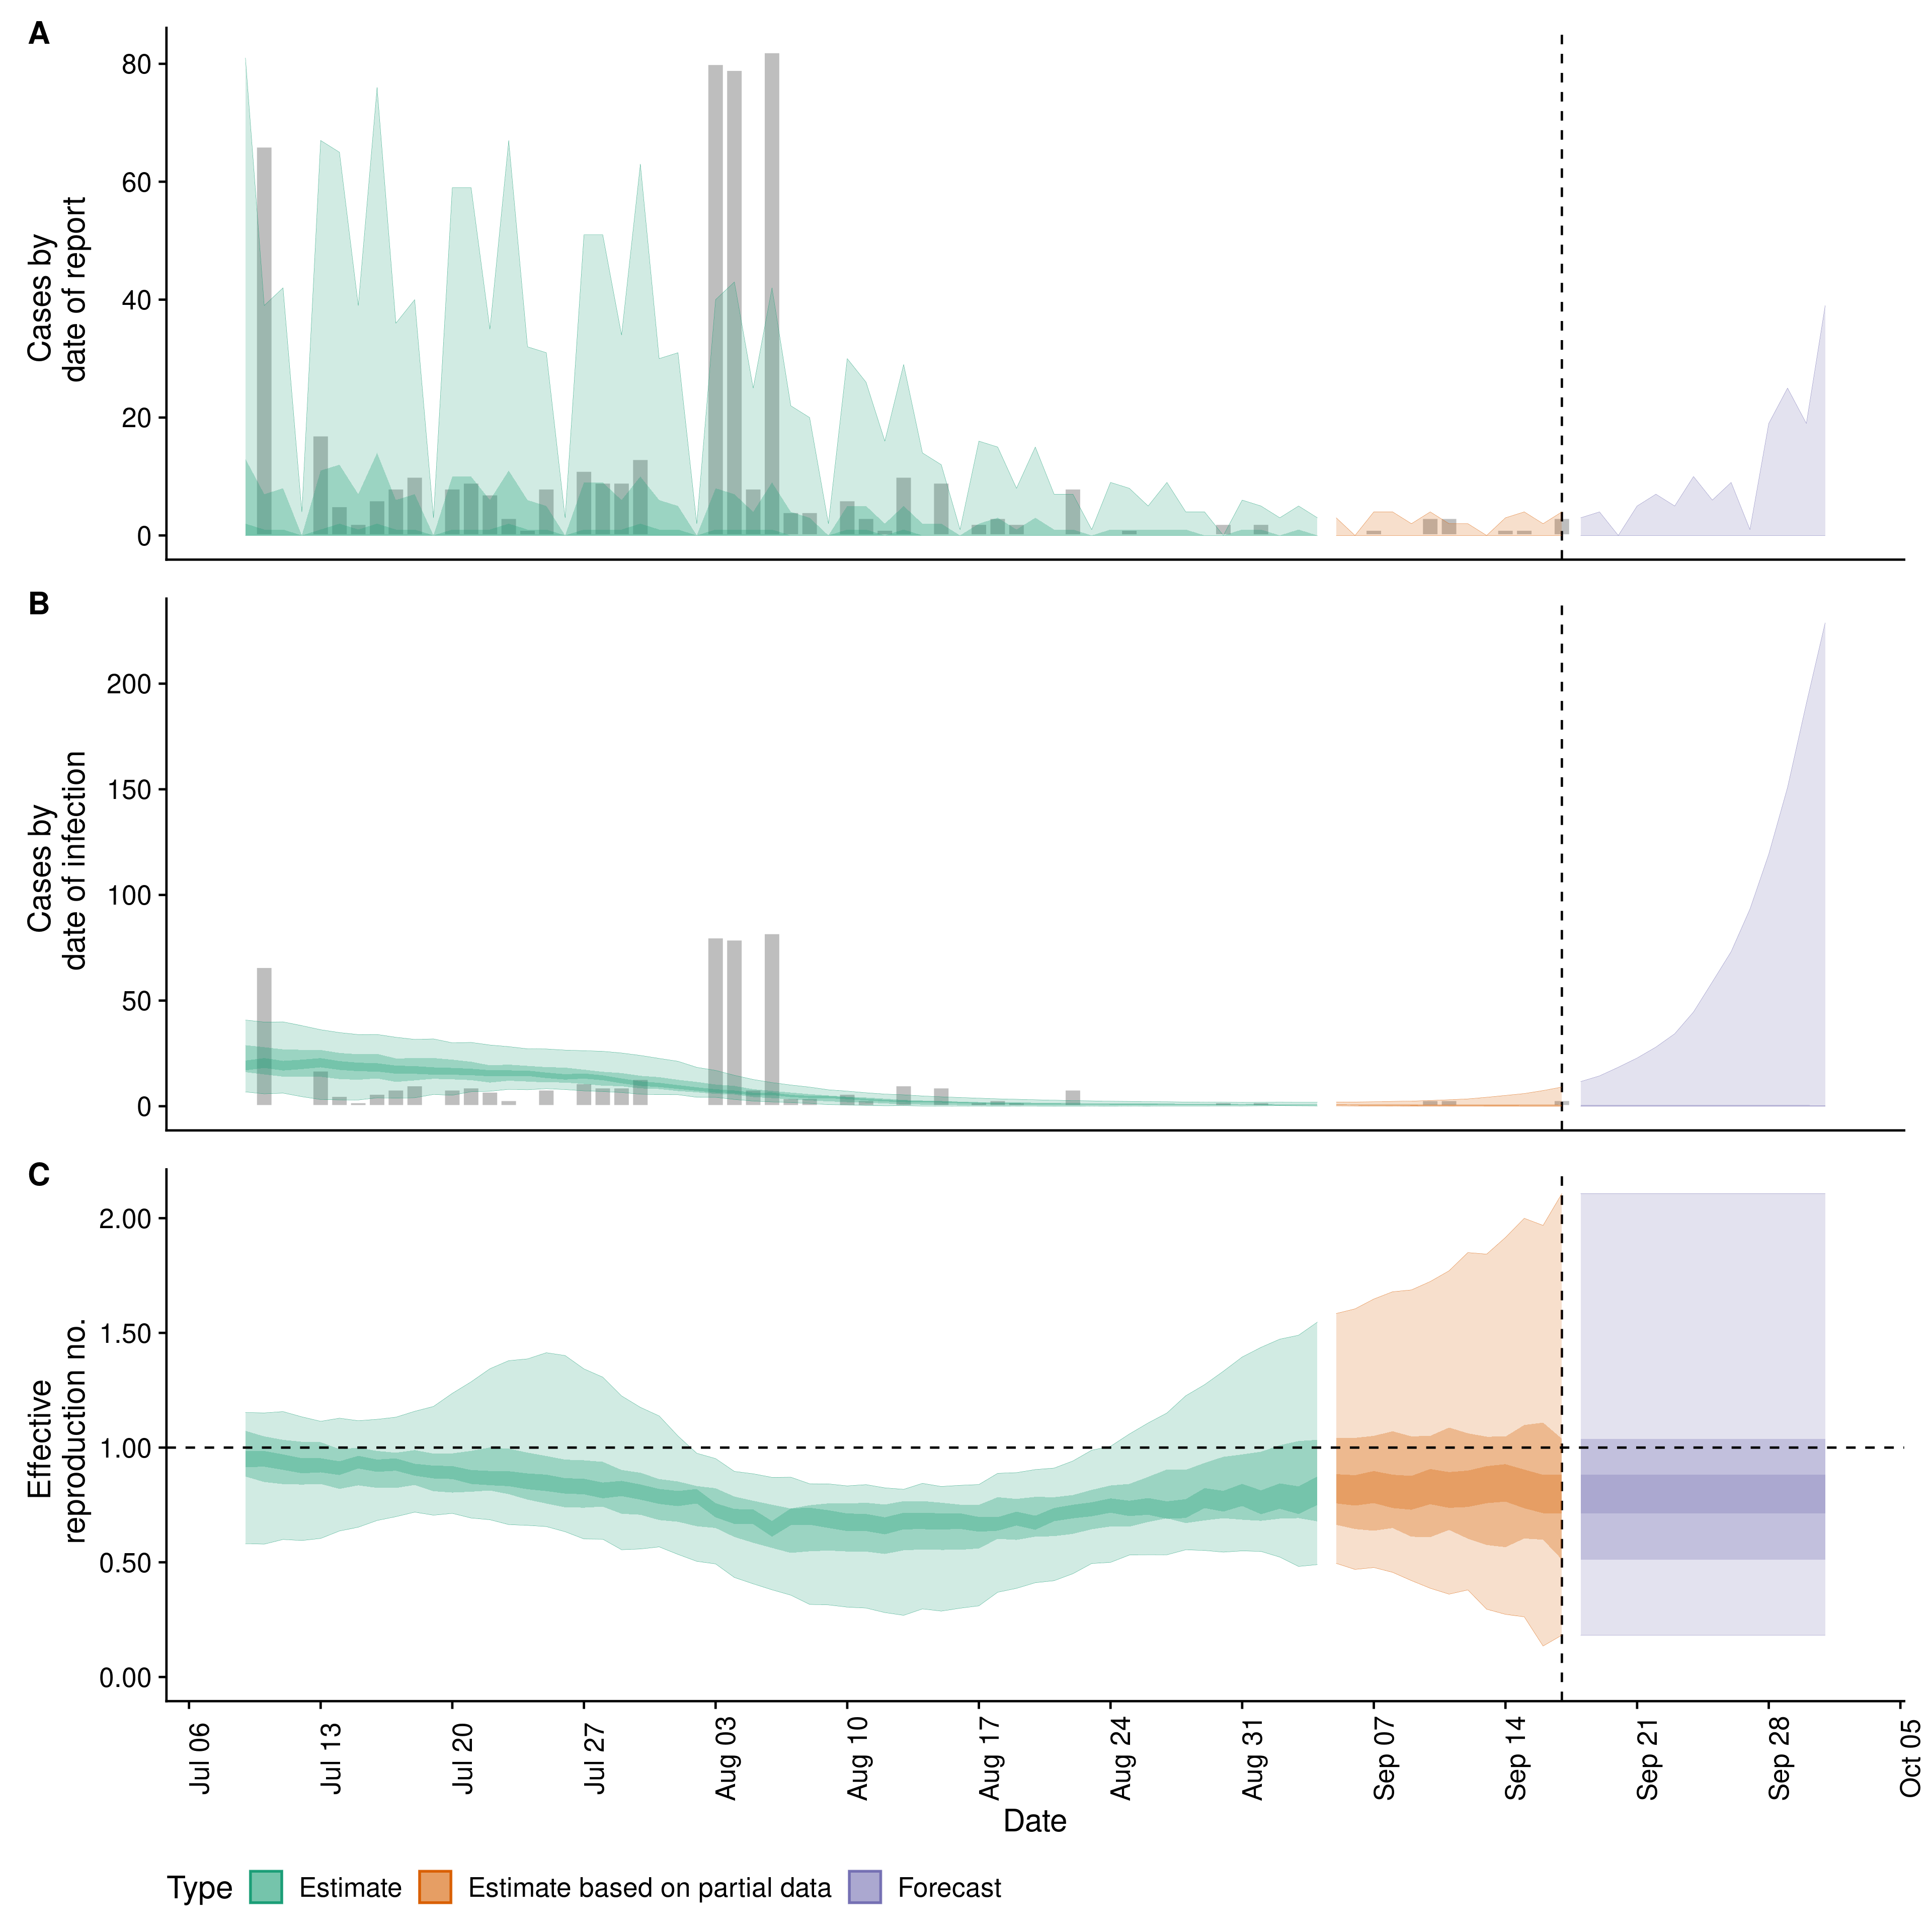 A
Cases by
date of report
80
60
40
20
0
B
Cases by
date of infection
200
150
100
50
0
C
Effective
reproduction no.
2.00
1.50
1.00
0.50
0.00
Jul 06
Jul 13
Jul 20
Jul 27
Aug 03
Aug 10
Aug 17
Aug 24
Aug 31
Sep 07
Sep 14
Sep 21
Sep 28
Oct 05
Date
Type Estimate Estimate based on partial data Forecast